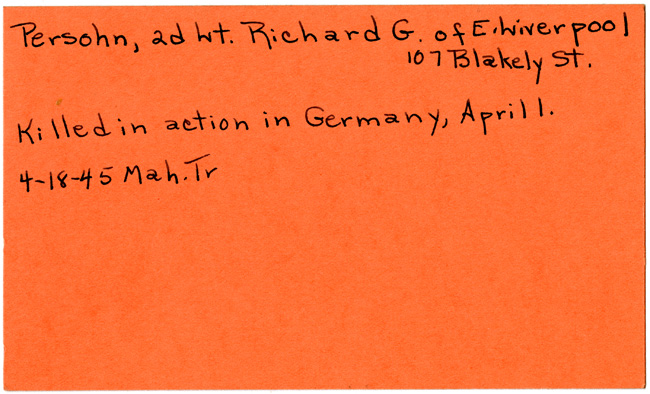 Persohn, 2d Lt. Richard G. of E. Liverpool
107 Blakely St.
Killed in action in Germany, April 1.
4-18-45 Mah. Tr